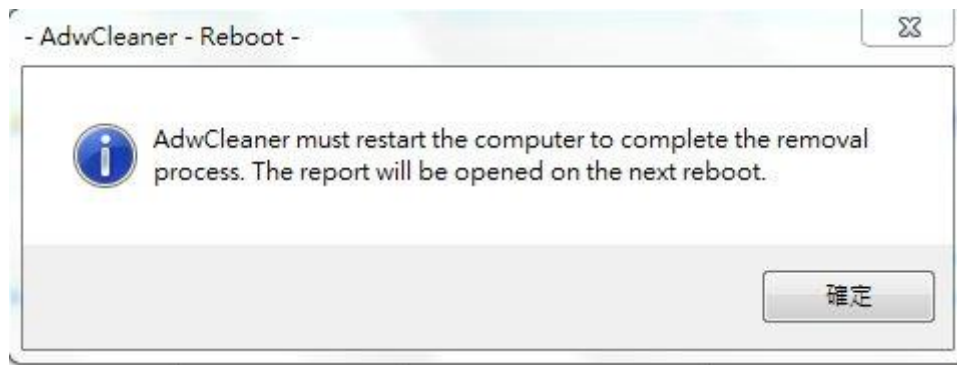 - AdwCleaner - Reboot -
AdwCleaner must restart the computer to complete the removal
process. The report will be opened on the next reboot.
確定